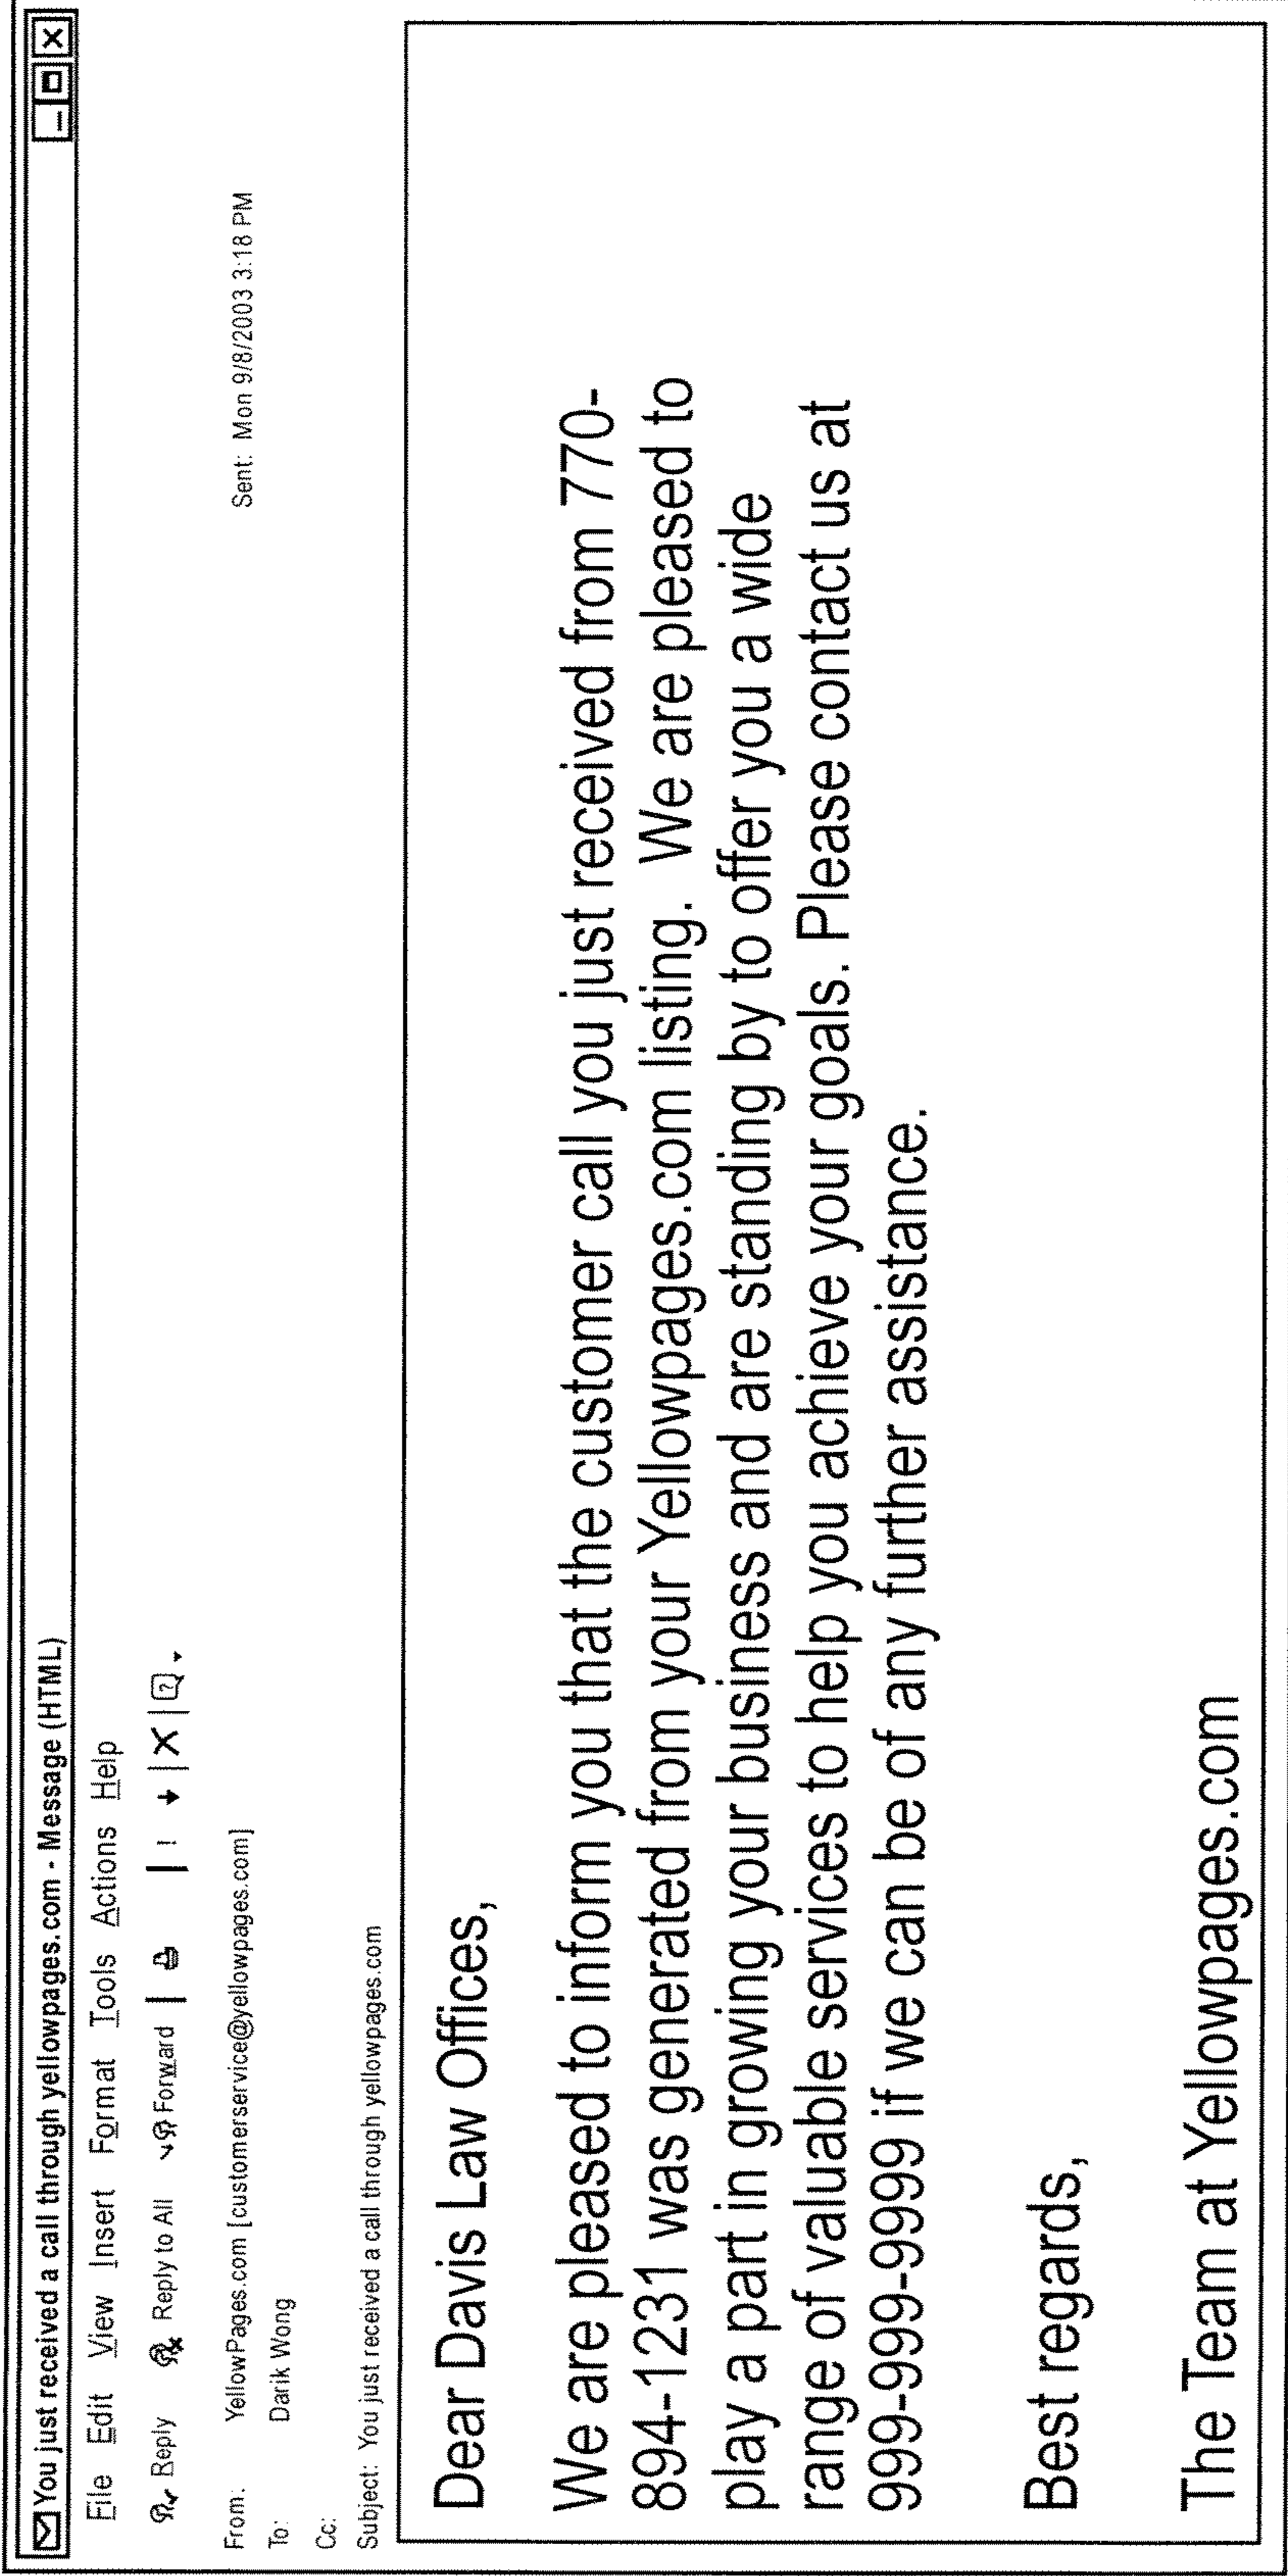 You just received a call through yellowpages.com - Message (HTML)
File Edit View Insert Format Tools Actions Help
Reply Reply to All Forward
From: YellowPages.com [customerservice@yellowpages.com] Sent: Mon 9/8/2003 3:18 PM
To: Darik Wong
Cc:
Subject: You just received a call through yellowpages.com
Dear Davis Law Offices,
We are pleased to inform you that the customer call you just received from 770-
894-1231 was generated from your Yellowpages.com listing. We are pleased to
play a part in growing your business and are standing by to offer you a wide
range of valuable services to help you achieve your goals. Please contact us at
999-999-9999 if we can be of any further assistance.
Best regards,
The Team at Yellowpages.com